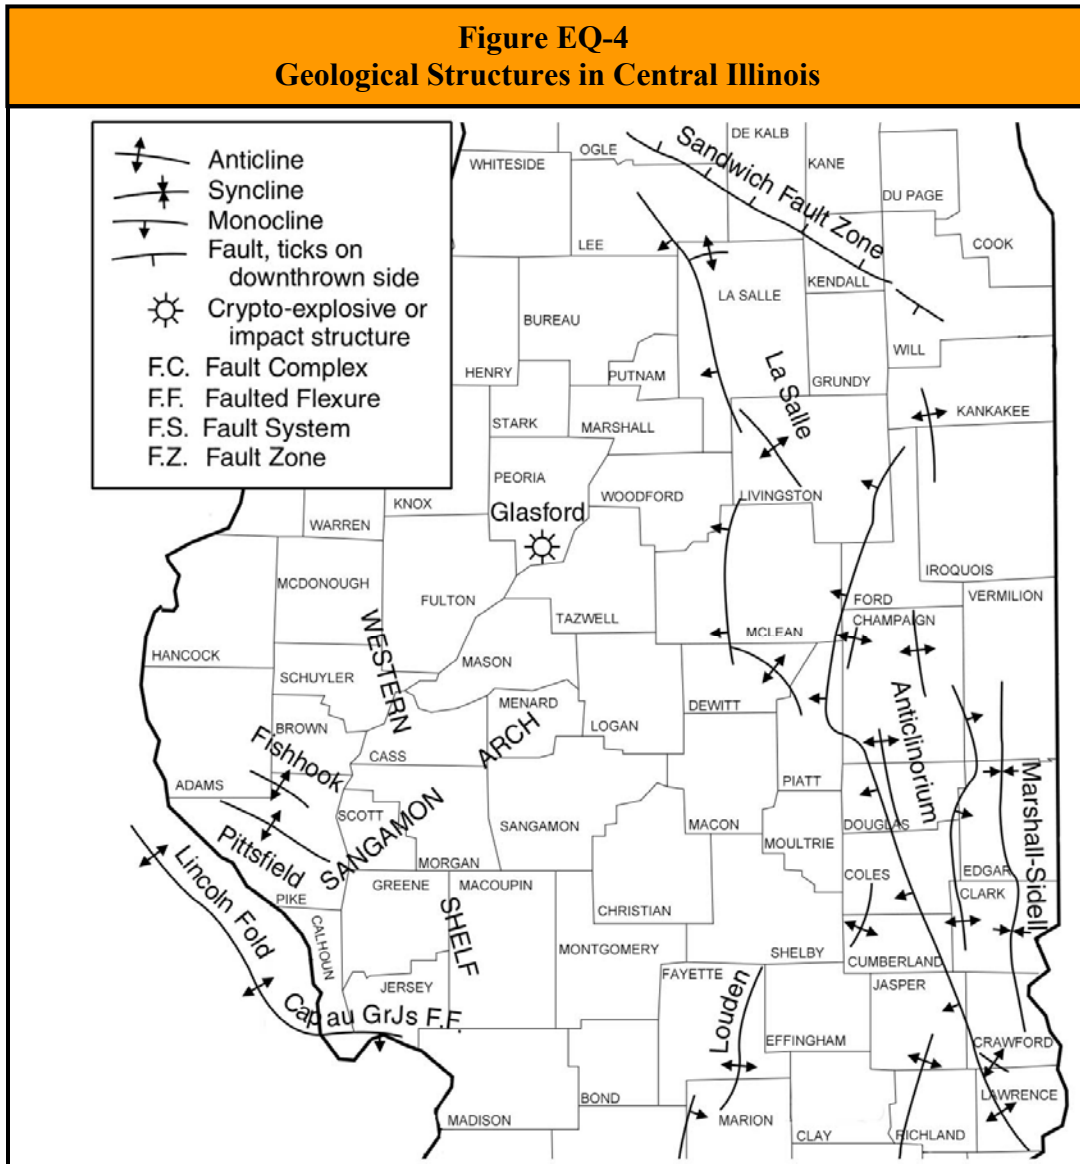 Figure EQ-4
Geological Structures in Central Illinois
Anticline
Syncline
Monocline
Fault, ticks on
downthrown side
Crypto-explosive or
impact structure
F.C. Fault Complex
F.F. Faulted Flexure
F.S. Fault System
F.Z. Fault Zone
WHITESIDE
OGLE
DE KALB
KANE
DU PAGE
COOK
Sandwich Fault Zone
LEE
KENDALL
LA SALLE
BUREAU
WILL
HENRY
PUTNAM
GRUNDY
La Salle
KANKAKEE
STARK
MARSHALL
PEORIA
WOODFORD
LIVINGSTON
KNOX
Glasford
WARREN
IROQUOIS
MCDONOUGH
FULTON
FORD
VERMILION
TAZWELL
MCLEAN
CHAMPAIGN
HANCOCK
WESTERN
MASON
SCHUYLER
MENARD
DEWITT
BROWN
LOGAN
ARCH
Anticlinorium
Fishhook
CASS
ADAMS
PIATT
SCOTT
SANGAMON
SANGAMON
MACON
DOUGLAS
Marshall-Sidell
Pittsfield
MORGAN
MOULTRIE
Lincoln Fold
PIKE
GREENE
MACOUPIN
COLES
EDGAR
CLARK
CHRISTIAN
CALHOUN
SHELF
MONTGOMERY
SHELBY
CUMBERLAND
FAYETTE
JERSEY
JASPER
Cap au GrJs F.F
Louden
EFFINGHAM
CRAWFORD
BOND
LAWRENCE
MADISON
MARION
CLAY
RICHLAND